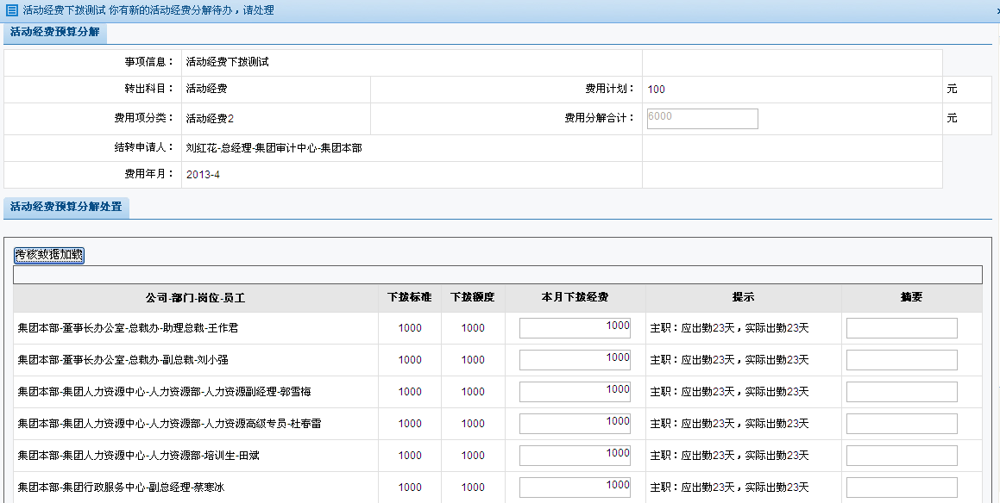 活动经费下拨测试 你有新的活动经费分解待办，请处理
活动经费预算分解
事项信息： 活动经费下拨测试
转出科目： 活动经费 费用计划： 100 元
费用项分类： 活动经费2 费用分解合计： 6000 元
结转申请人： 刘红花-总经理-集团审计中心-集团本部
费用年月： 2013-4
活动经费预算分解处置
考核数据加载
公司-部门-岗位-员工 下拨标准 下拨额度 本月下拨经费 提示 摘要
集团本部-董事长办公室-总裁办-助理总裁-王作君 1000 1000 1000 主职：应出勤23天，实际出勤23天
集团本部-董事长办公室-总裁办-副总裁-刘小强 1000 1000 1000 主职：应出勤23天，实际出勤23天
集团本部-集团人力资源中心-人力资源部-人力资源副经理-郭雪梅 1000 1000 1000 主职：应出勤23天，实际出勤23天
集团本部-集团人力资源中心-人力资源部-人力资源高级专员-杜春雷 1000 1000 1000 主职：应出勤23天，实际出勤23天
集团本部-集团人力资源中心-人力资源部-培训生-田斌 1000 1000 1000 主职：应出勤23天，实际出勤23天
集团本部-集团行政服务中心-副总经理-蔡寒冰 1000 1000 1000 主职：应出勤23天，实际出勤23天